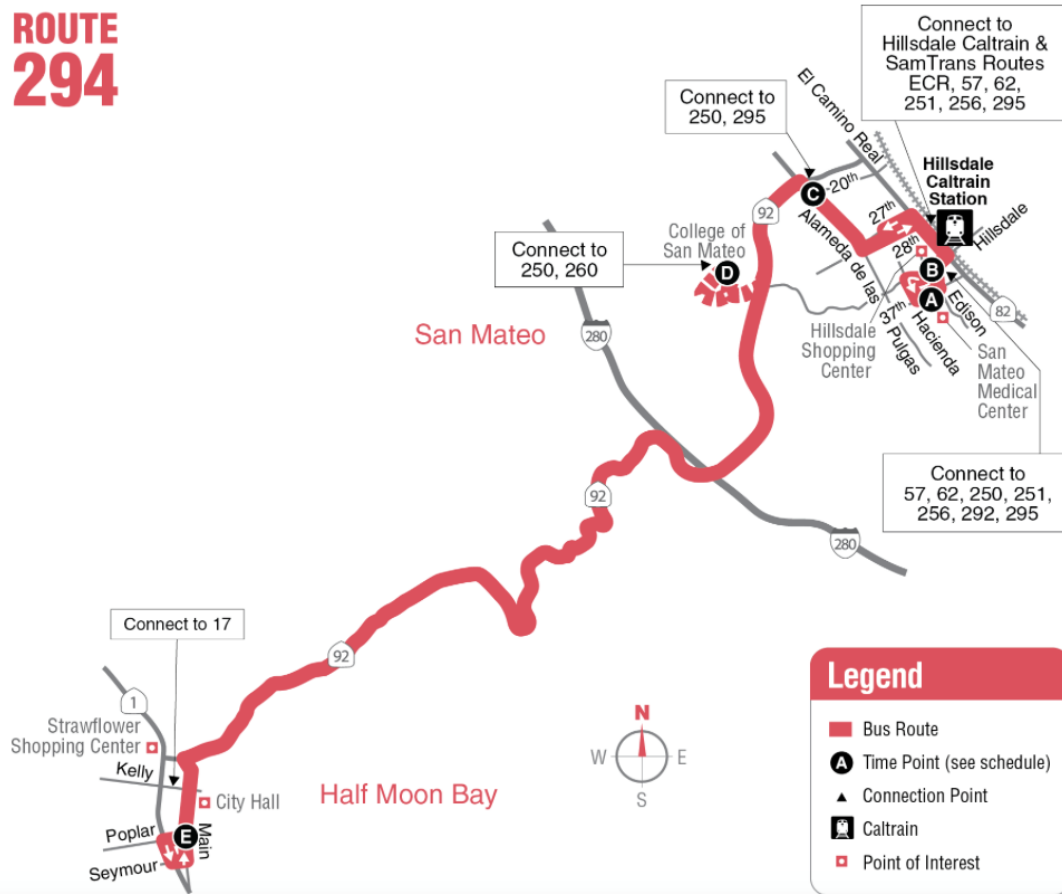 ROUTE
294
Connect to
Hillsdale Caltrain &
SamTrans Routes
ECR, 57, 62,
251, 256, 295
Connect to
250, 295
El Camino Real
Hillsdale
Caltrain
Station
C
20th
27th
28th
Hillsdale
92
Alameda de las
Pulgas
College of
San Mateo
D
Connect to
250, 260
B
A
Edison
82
37th
Hacienda
Hillsdale
Shopping
Center
San
Mateo
Medical
Center
San Mateo
280
Connect to
57, 62, 250, 251,
256, 292, 295
92
280
Connect to 17
92
1
Strawflower
Shopping Center
Kelly
City Hall
Half Moon Bay
Poplar
E
Main
Seymour
N
W
E
S
Legend
Bus Route
A
Time Point (see schedule)
Connection Point
Caltrain
Point of Interest